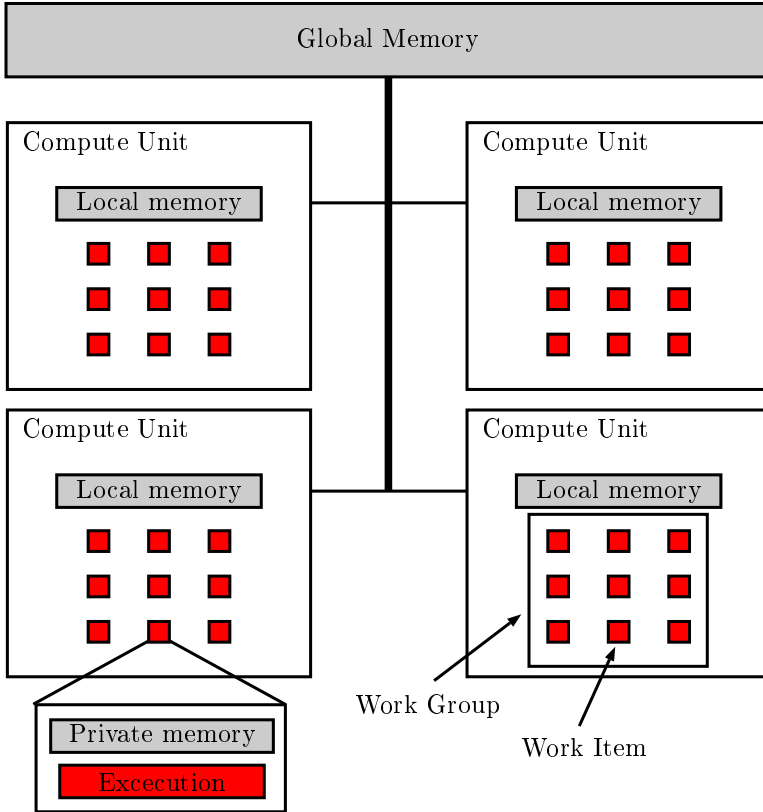 Global Memory
Compute Unit
Compute Unit
Local memory
Local memory
Compute Unit
Compute Unit
Local memory
Local memory
Work Group
Private memory
Work Item
Excecution